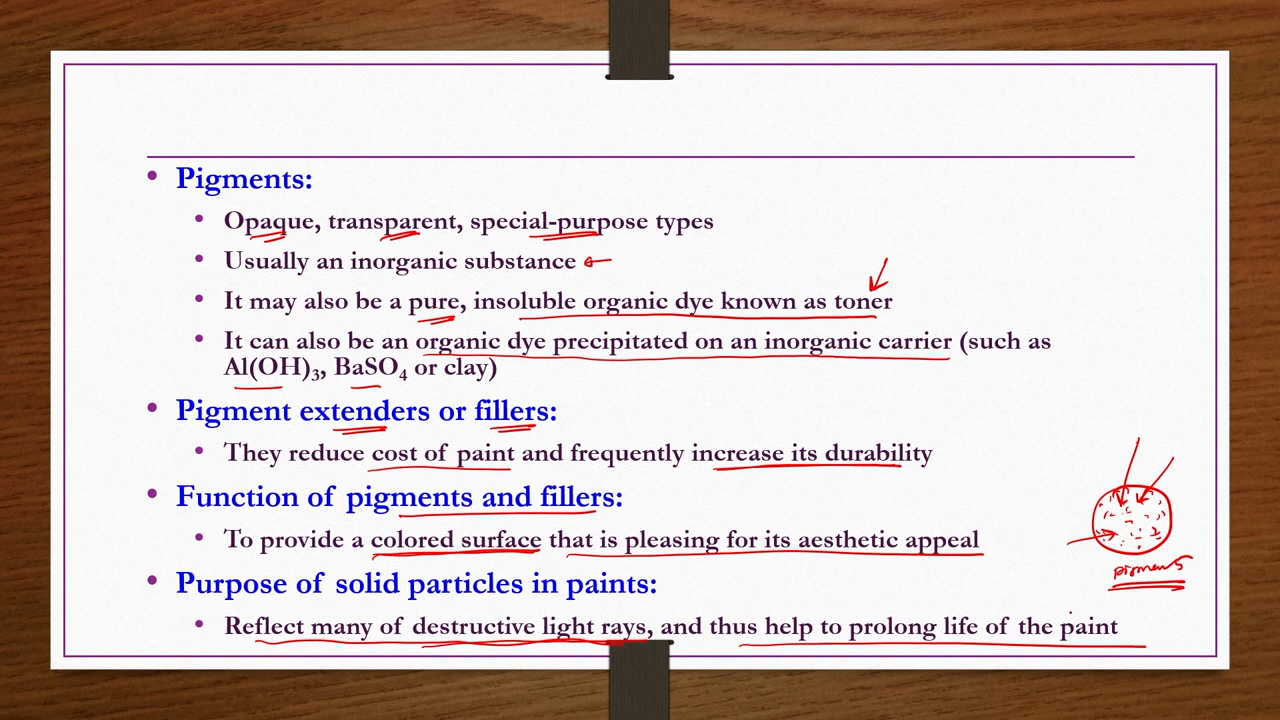 • Pigments:
• Opaque, transparent, special-purpose types
• Usually an inorganic substance
• It may also be a pure, insoluble organic dye known as toner
• It can also be an organic dye precipitated on an inorganic carrier (such as
Al(OH)₃, BaSO₄ or clay)
• Pigment extenders or fillers:
• They reduce cost of paint and frequently increase its durability
• Function of pigments and fillers:
• To provide a colored surface that is pleasing for its aesthetic appeal
pigments
• Purpose of solid particles in paints:
• Reflect many of destructive light rays, and thus help to prolong life of the paint